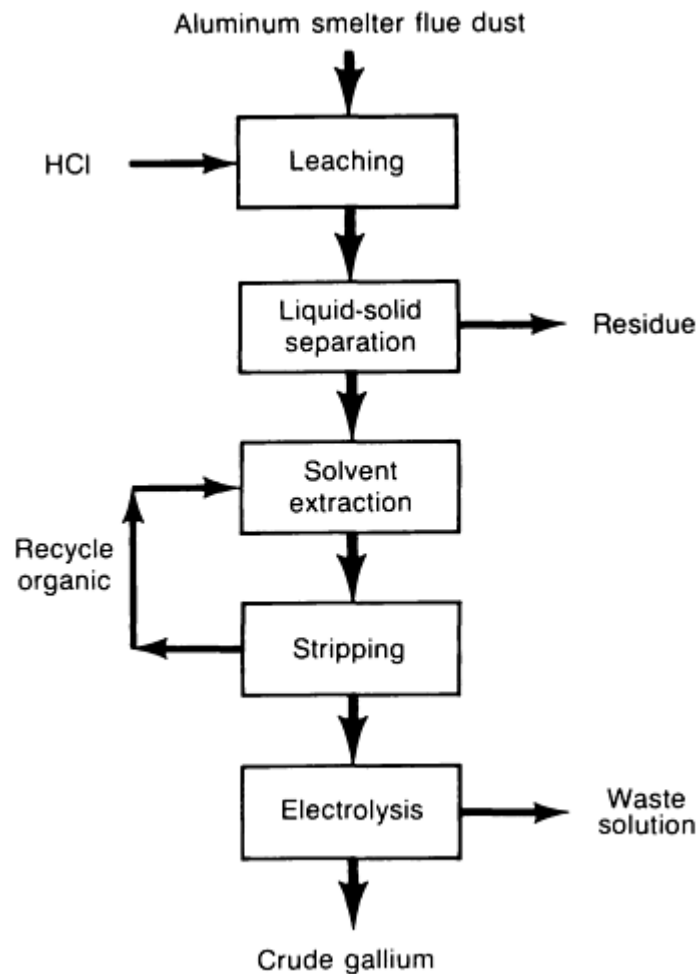 Aluminum smelter flue dust
HCl
Leaching
Liquid-solid
separation
Residue
Solvent
extraction
Recycle
organic
Stripping
Electrolysis
Waste
solution
Crude gallium